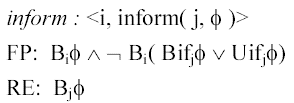 inform : <i, inform( j, ϕ )>
FP: Biϕ ∧ ¬ Bi( Bifjϕ ∨ Uifjϕ)
RE: Bjϕ